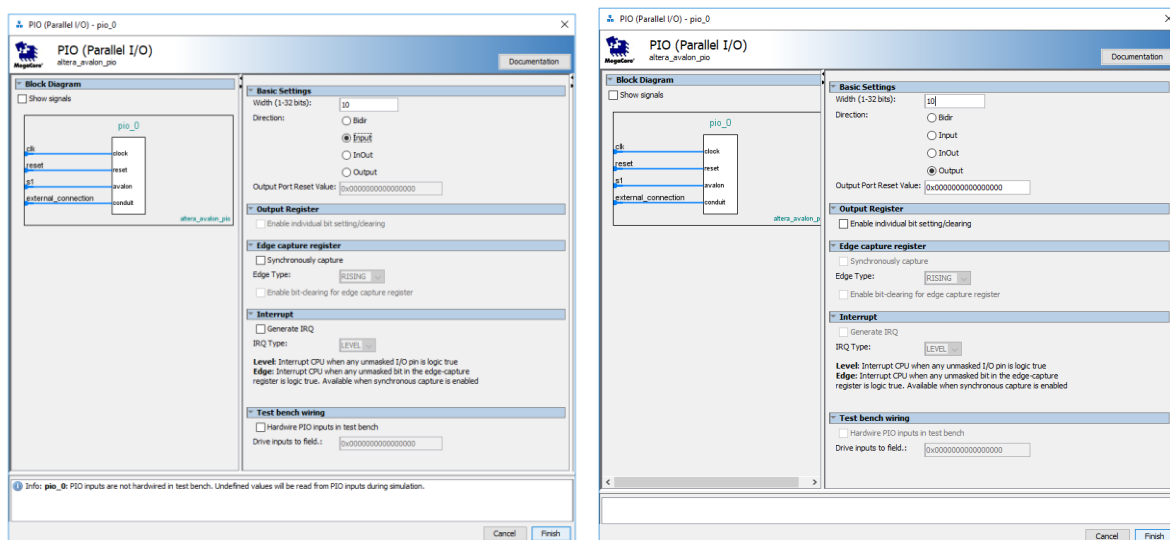 PIO (Parallel I/O) - pio_0
PIO (Parallel I/O)
altera_avalon_pio
MegaCore'
Documentation
Block Diagram
Show signals
pio_0
clk
clock
reset
reset
s1
avalon
external_connection
conduit
altera_avalon_pio
Basic Settings
Width (1-32 bits): 10
Direction:
Bidir
Input
InOut
Output
Output Port Reset Value: 0x0000000000000000
Output Register
Enable individual bit setting/clearing
Edge capture register
Synchronously capture
Edge Type: RISING
Enable bit-clearing for edge capture register
Interrupt
Generate IRQ
IRQ Type: LEVEL
Level: Interrupt CPU when any unmasked I/O pin is logic true
Edge: Interrupt CPU when any unmasked bit in the edge-capture
register is logic true. Available when synchronous capture is enabled
Test bench wiring
Hardwire PIO inputs in test bench
Drive inputs to field.: 0x0000000000000000
Info: pio_0: PIO inputs are not hardwired in test bench. Undefined values will be read from PIO inputs during simulation.
Cancel Finish
PIO (Parallel I/O) - pio_0
PIO (Parallel I/O)
altera_avalon_pio
MegaCore'
Documentation
Block Diagram
Show signals
pio_0
clk
clock
reset
reset
s1
avalon
external_connection
conduit
altera_avalon_p
Basic Settings
Width (1-32 bits): 10
Direction:
Bidir
Input
InOut
Output
Output Port Reset Value: 0x0000000000000000
Output Register
Enable individual bit setting/clearing
Edge capture register
Synchronously capture
Edge Type: RISING
Enable bit-clearing for edge capture register
Interrupt
Generate IRQ
IRQ Type: LEVEL
Level: Interrupt CPU when any unmasked I/O pin is logic true
Edge: Interrupt CPU when any unmasked bit in the edge-capture
register is logic true. Available when synchronous capture is enabled
Test bench wiring
Hardwire PIO inputs in test bench
Drive inputs to field.: 0x0000000000000000
Cancel Finish